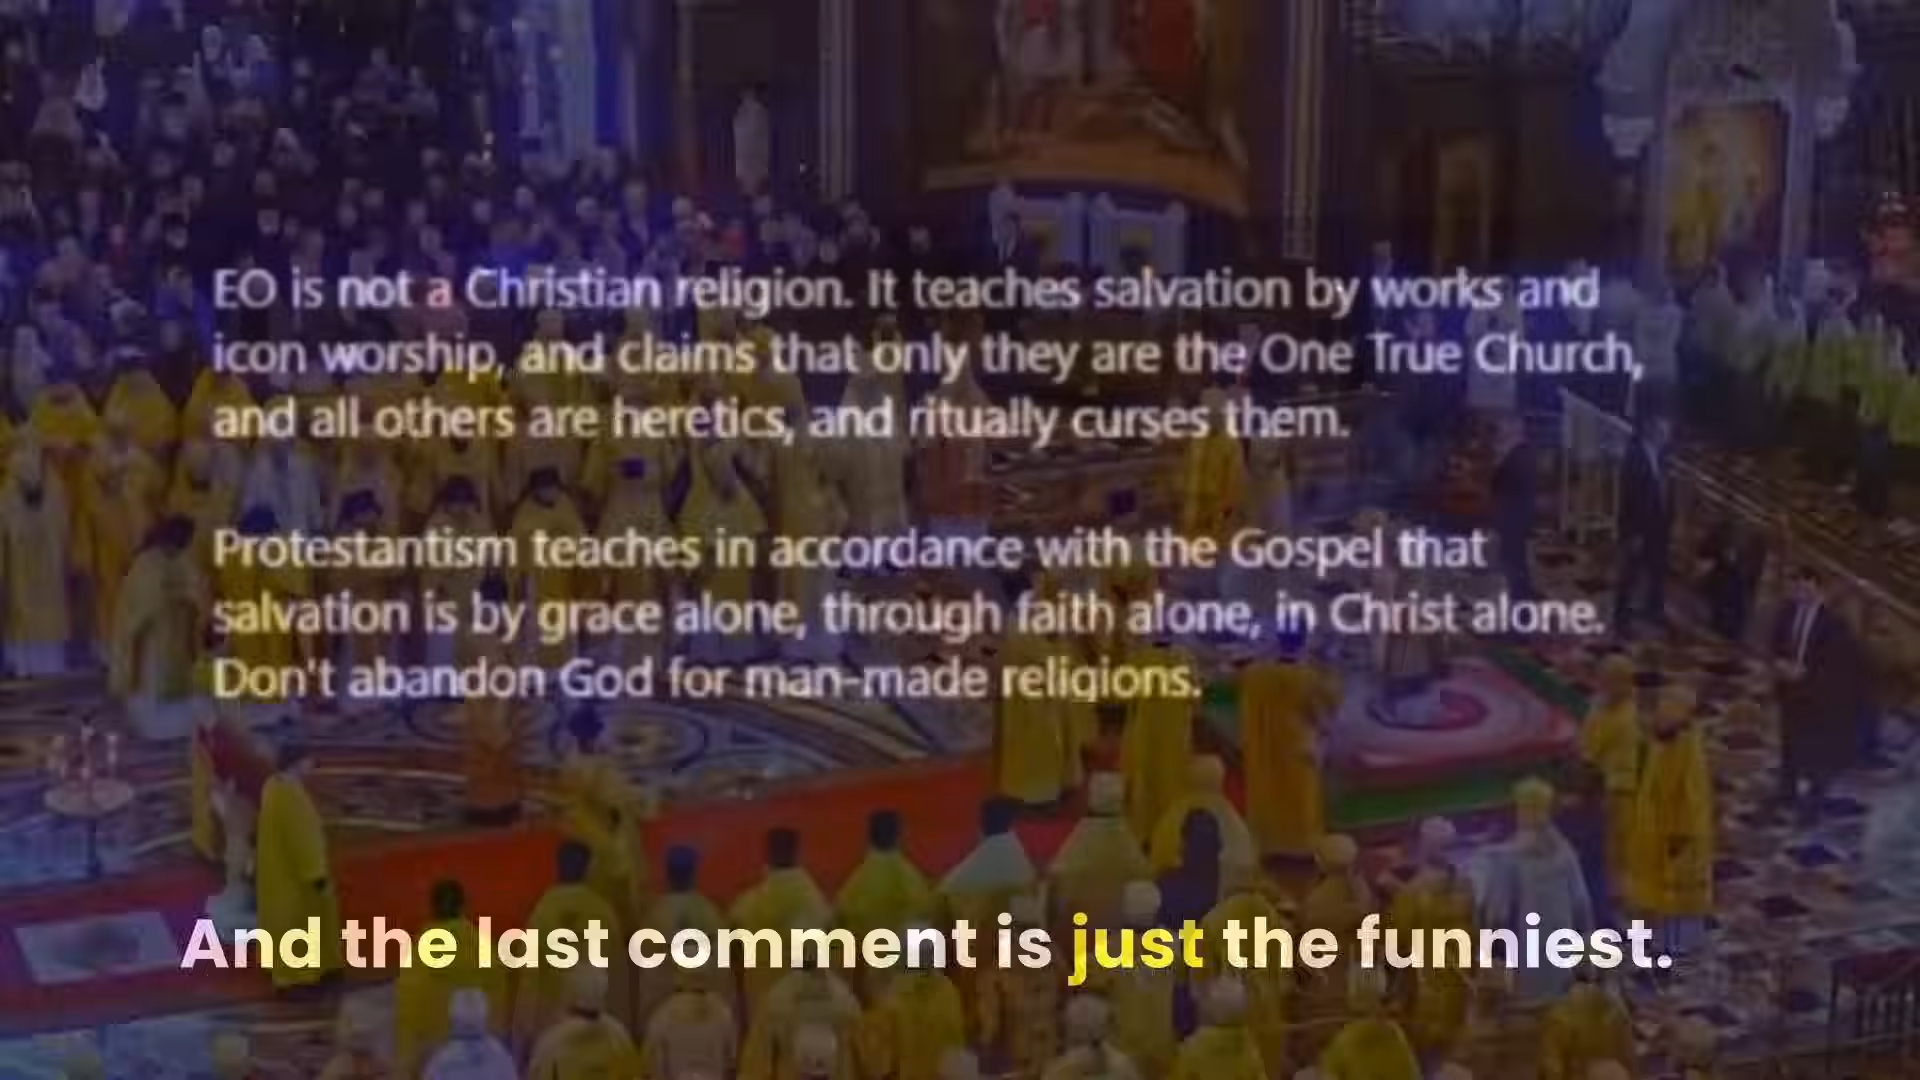 EO is not a Christian religion. It teaches salvation by works and
icon worship, and claims that only they are the One True Church,
and all others are heretics, and ritually curses them.
Protestantism teaches in accordance with the Gospel that
salvation is by grace alone, through faith alone, in Christ alone.
Don't abandon God for man-made religions.
And the last comment is just the funniest.